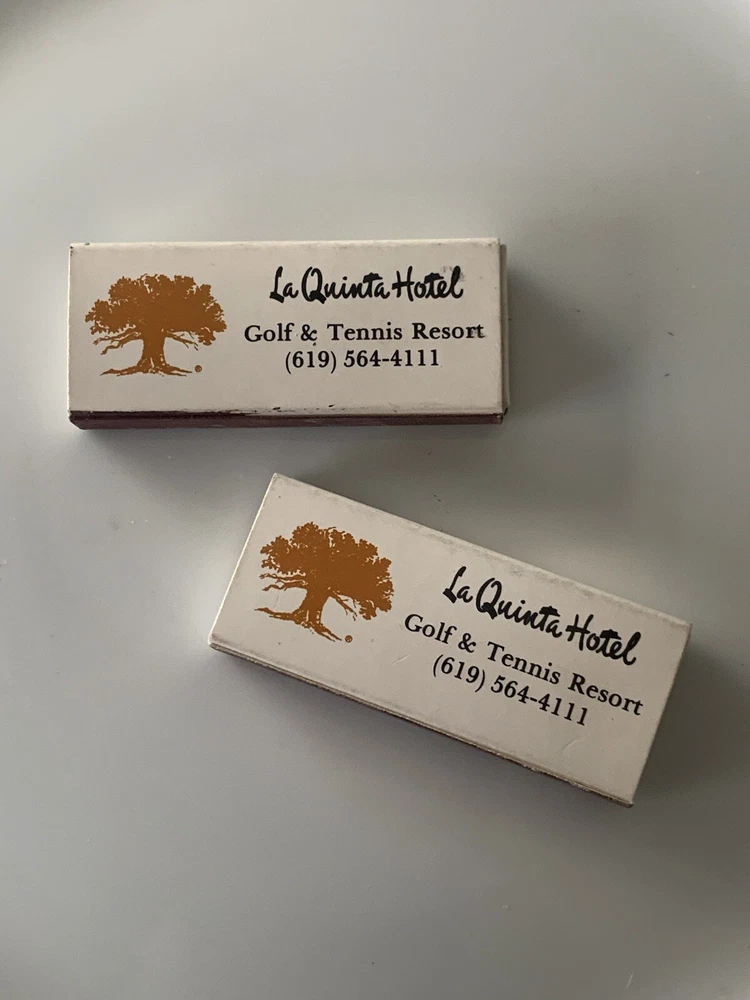 La Quinta Hotel
Golf & Tennis Resort
(619) 564-4111
®
La Quinta Hotel
Golf & Tennis Resort
(619) 564-4111
®